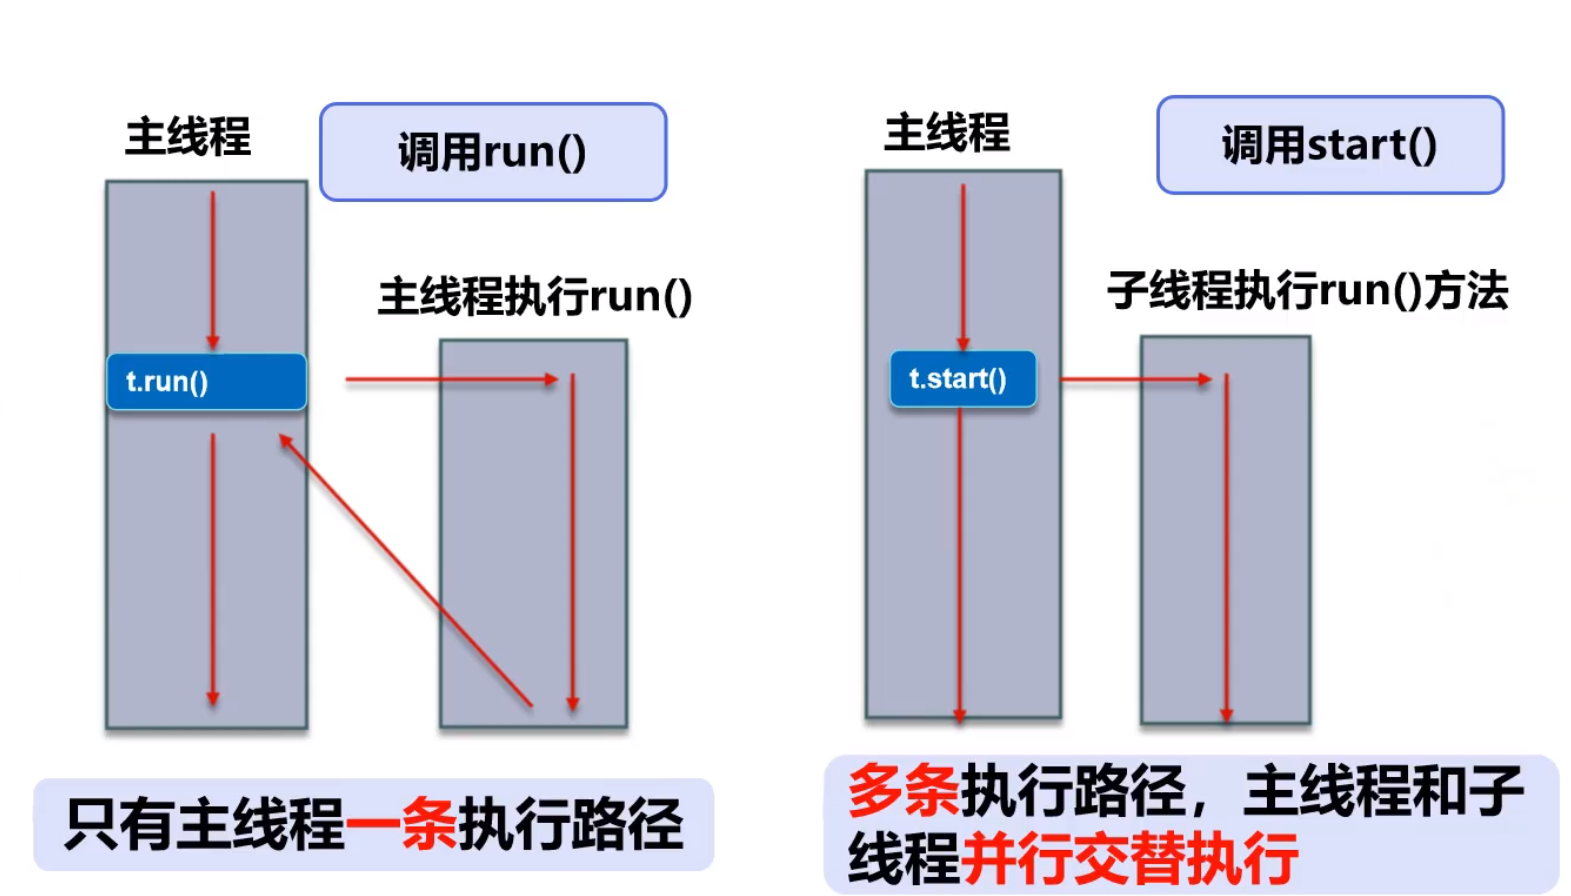 主线程
调用run()
主线程执行run()
t.run()
只有主线程一条执行路径
主线程
调用start()
子线程执行run()方法
t.start()
多条执行路径，主线程和子
线程并行交替执行